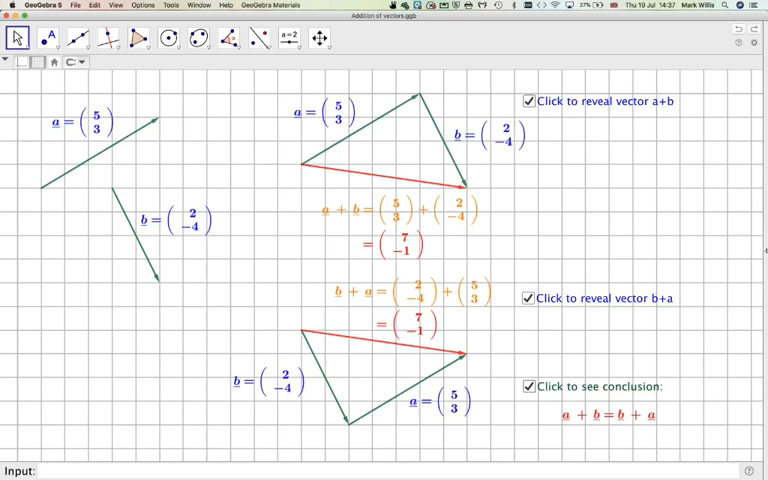 GeoGebra 5 File Edit View Options Tools Window Help GeoGebra Materials
27% Thu 19 Jul 14:37 Mark Willis
Addition of vectors.ggb
A
a=2
a = ( 5 3 )
b = ( 2 −4 )
a = ( 5 3 )
b = ( 2 −4 )
Click to reveal vector a+b
a + b = ( 5 3 ) + ( 2 −4 )
= ( 7 −1 )
b + a = ( 2 −4 ) + ( 5 3 )
= ( 7 −1 )
Click to reveal vector b+a
b = ( 2 −4 )
a = ( 5 3 )
Click to see conclusion:
a + b = b + a
Input: